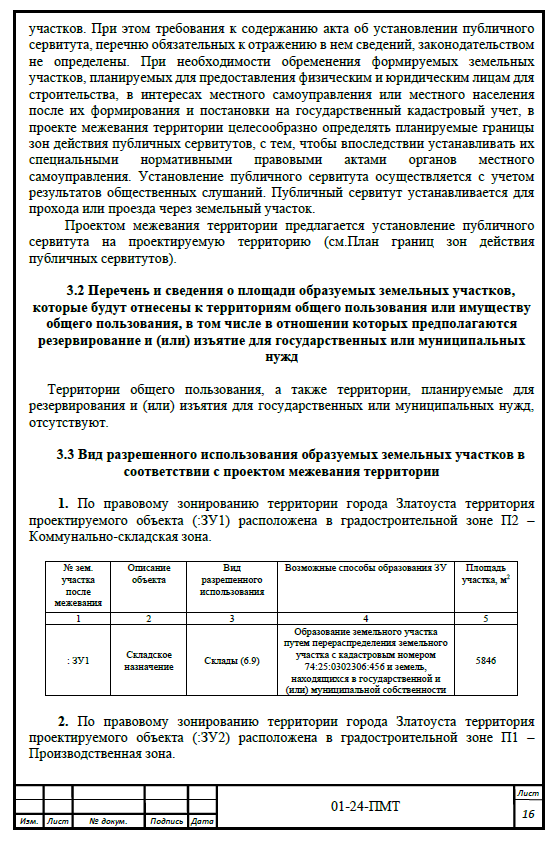 участков. При этом требования к содержанию акта об установлении публичного
сервитута, перечню обязательных к отражению в нем сведений, законодательством
не определены. При необходимости обременения формируемых земельных
участков, планируемых для предоставления физическим и юридическим лицам для
строительства, в интересах местного самоуправления или местного населения
после их формирования и постановки на государственный кадастровый учет, в
проекте межевания территории целесообразно определять планируемые границы
зон действия публичных сервитутов, с тем, чтобы впоследствии устанавливать их
специальными нормативными правовыми актами органов местного
самоуправления. Установление публичного сервитута осуществляется с учетом
результатов общественных слушаний. Публичный сервитут устанавливается для
прохода или проезда через земельный участок.
Проектом межевания территории предлагается установление публичного
сервитута на проектируемую территорию (см.План границ зон действия
публичных сервитутов).
3.2 Перечень и сведения о площади образуемых земельных участков,
которые будут отнесены к территориям общего пользования или имуществу
общего пользования, в том числе в отношении которых предполагаются
резервирование и (или) изъятие для государственных или муниципальных
нужд
Территории общего пользования, а также территории, планируемые для
резервирования и (или) изъятия для государственных или муниципальных нужд,
отсутствуют.
3.3 Вид разрешенного использования образуемых земельных участков в
соответствии с проектом межевания территории
1. По правовому зонированию территории города Златоуста территория
проектируемого объекта (:ЗУ1) расположена в градостроительной зоне П2 –
Коммунально-складская зона.
№ зем.
участка
после
межевания
Описание
объекта
Вид
разрешенного
использования
Возможные способы образования ЗУ
Площадь
участка, м²
1 2 3 4 5
: ЗУ1
Складское
назначение
Склады (6.9)
Образование земельного участка
путем перераспределения земельного
участка с кадастровым номером
74:25:0302306:456 и земель,
находящихся в государственной и
(или) муниципальной собственности
5846
2. По правовому зонированию территории города Златоуста территория
проектируемого объекта (:ЗУ2) расположена в градостроительной зоне П1 –
Производственная зона.
01-24-ПМТ
Лист
16
Изм. Лист № докум. Подпись Дата